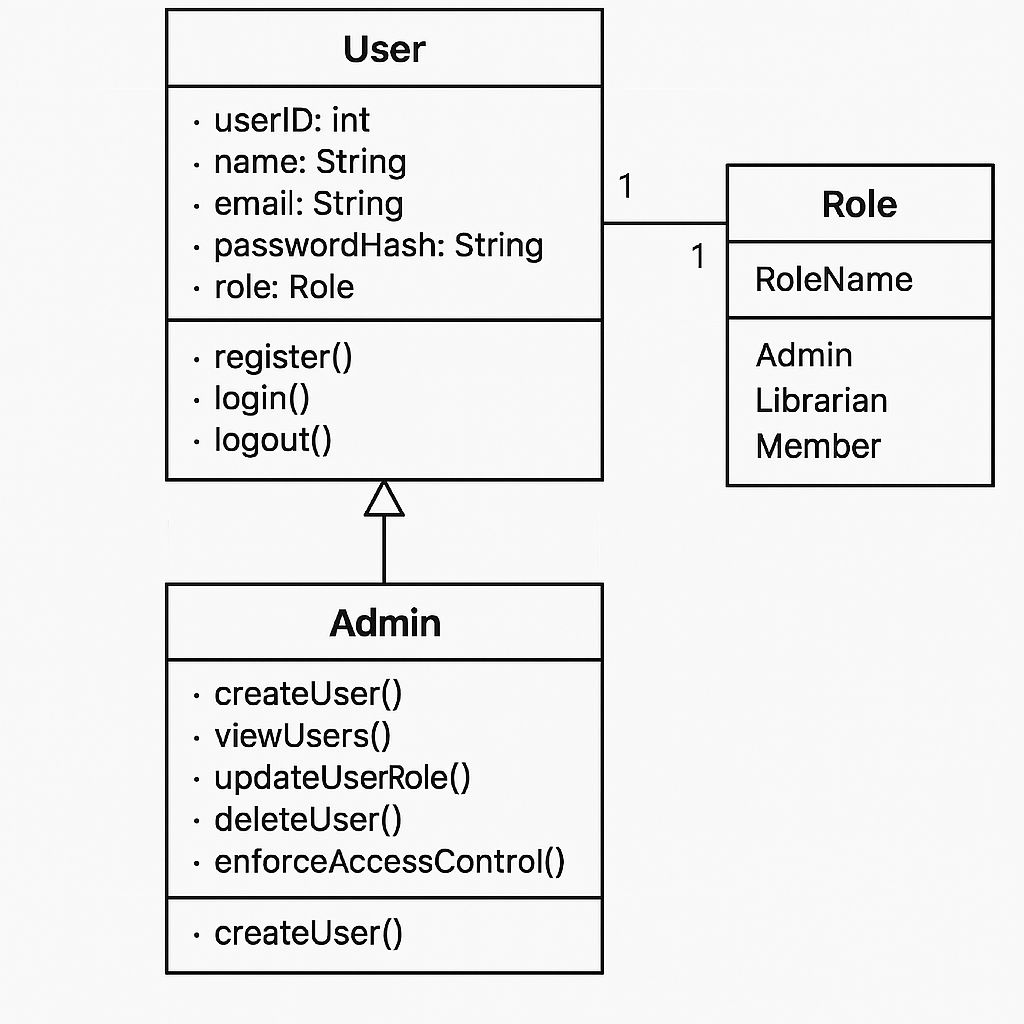 User
· userID: int
· name: String
· email: String
· passwordHash: String
· role: Role
· register()
· login()
· logout()
1
1
Role
RoleName
Admin
Librarian
Member
Admin
· createUser()
· viewUsers()
· updateUserRole()
· deleteUser()
· enforceAccessControl()
· createUser()